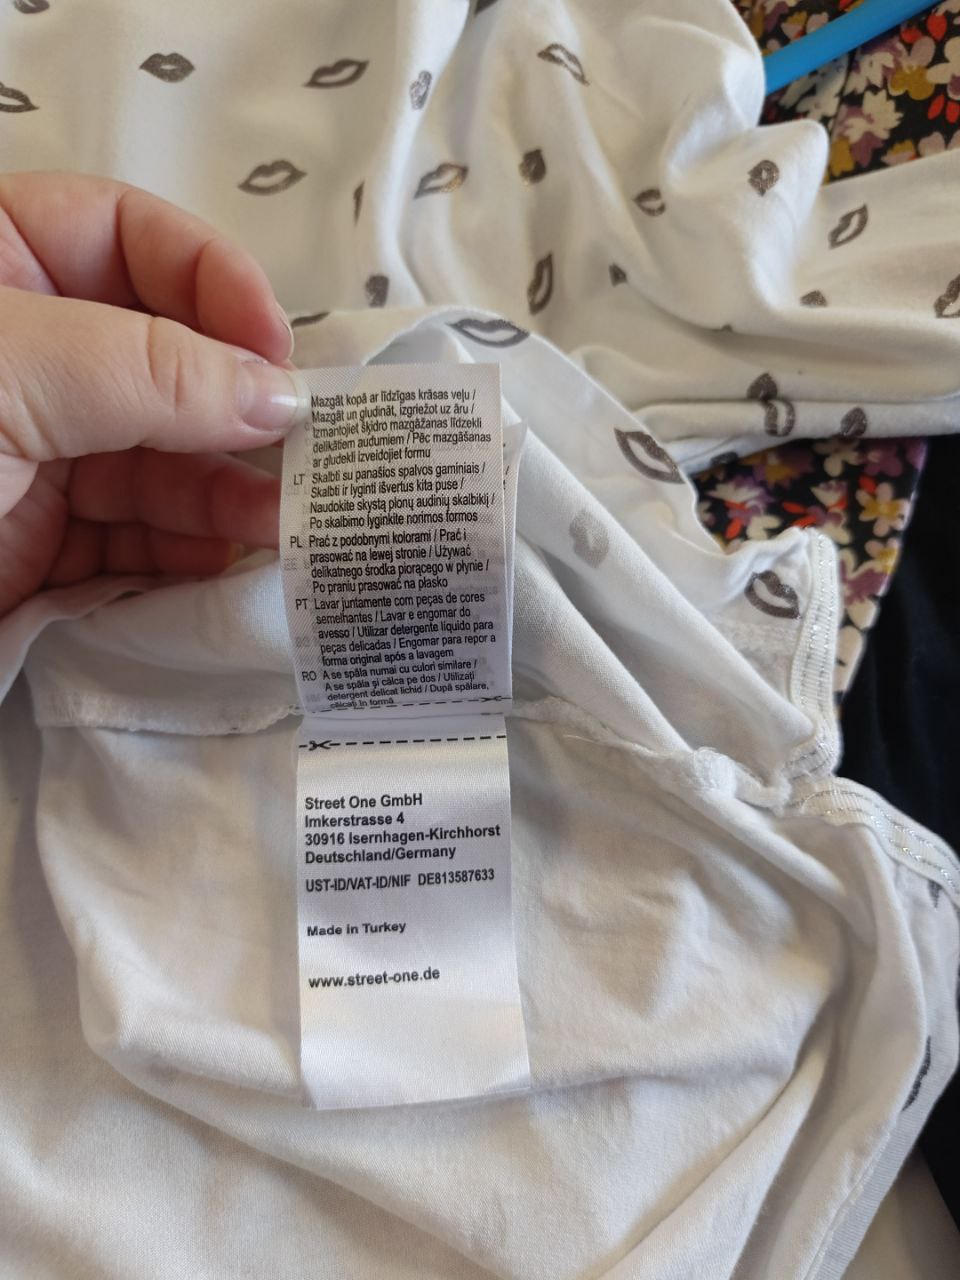 Mazgāt kopā ar līdzīgas krāsas veļu /
Mazgāt un gludināt, izgriežot uz āru /
Izmantojiet šķidro mazgāšanas līdzekli
delikātiem audumiem / Pēc mazgāšanas
ar gludekli izveidojiet formu
LT Skalbti su panašios spalvos gaminiais /
Skalbti ir lyginti išvertus kita puse /
Naudokite skystą plonų audinių skalbiklį /
Po skalbimo lyginkite norimos formos
PL Prać z podobnymi kolorami / Prać i
prasować na lewej stronie / Używać
delikatnego środka piorącego w płynie /
Po praniu prasować na płasko
PT Lavar juntamente com peças de cores
semelhantes / Lavar e engomar do
avesso / Utilizar detergente líquido para
peças delicadas / Engomar para repor a
forma original após a lavagem
RO A se spăla numai cu culori similare /
A se spăla şi călca pe dos / Utilizaţi
detergent delicat lichid / După spălare,
călcaţi în formă
Street One GmbH
Imkerstrasse 4
30916 Isernhagen-Kirchhorst
Deutschland/Germany
UST-ID/VAT-ID/NIF DE813587633
Made in Turkey
www.street-one.de